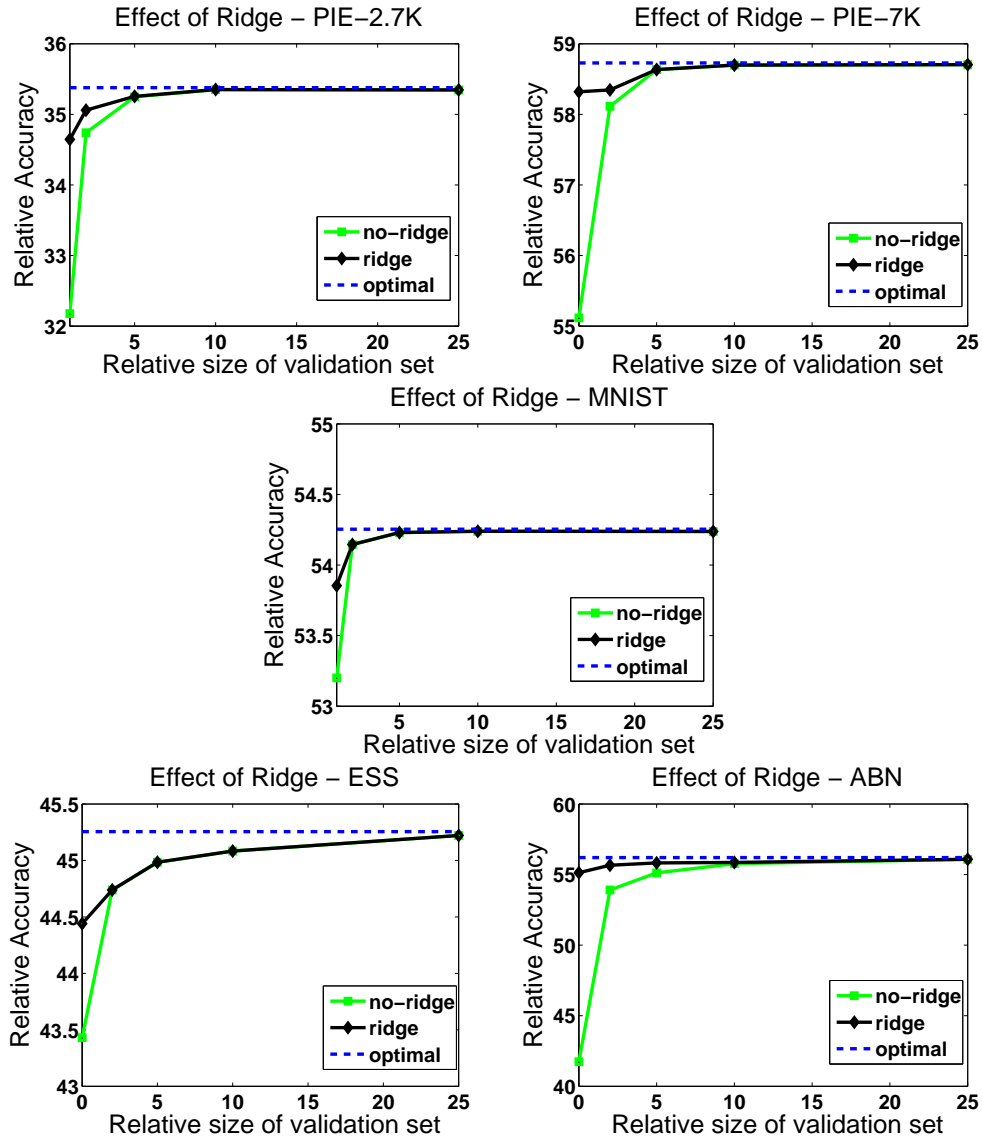 Effect of Ridge − PIE−2.7K
36
35
34
33
32
Relative Accuracy
no−ridge
ridge
optimal
5 10 15 20 25
Relative size of validation set
Effect of Ridge − PIE−7K
59
58
57
56
55
Relative Accuracy
no−ridge
ridge
optimal
0 5 10 15 20 25
Relative size of validation set
Effect of Ridge − MNIST
55
54.5
54
53.5
53
Relative Accuracy
no−ridge
ridge
optimal
5 10 15 20 25
Relative size of validation set
Effect of Ridge − ESS
45.5
45
44.5
44
43.5
43
Relative Accuracy
no−ridge
ridge
optimal
0 5 10 15 20 25
Relative size of validation set
Effect of Ridge − ABN
60
55
50
45
40
Relative Accuracy
no−ridge
ridge
optimal
0 5 10 15 20 25
Relative size of validation set